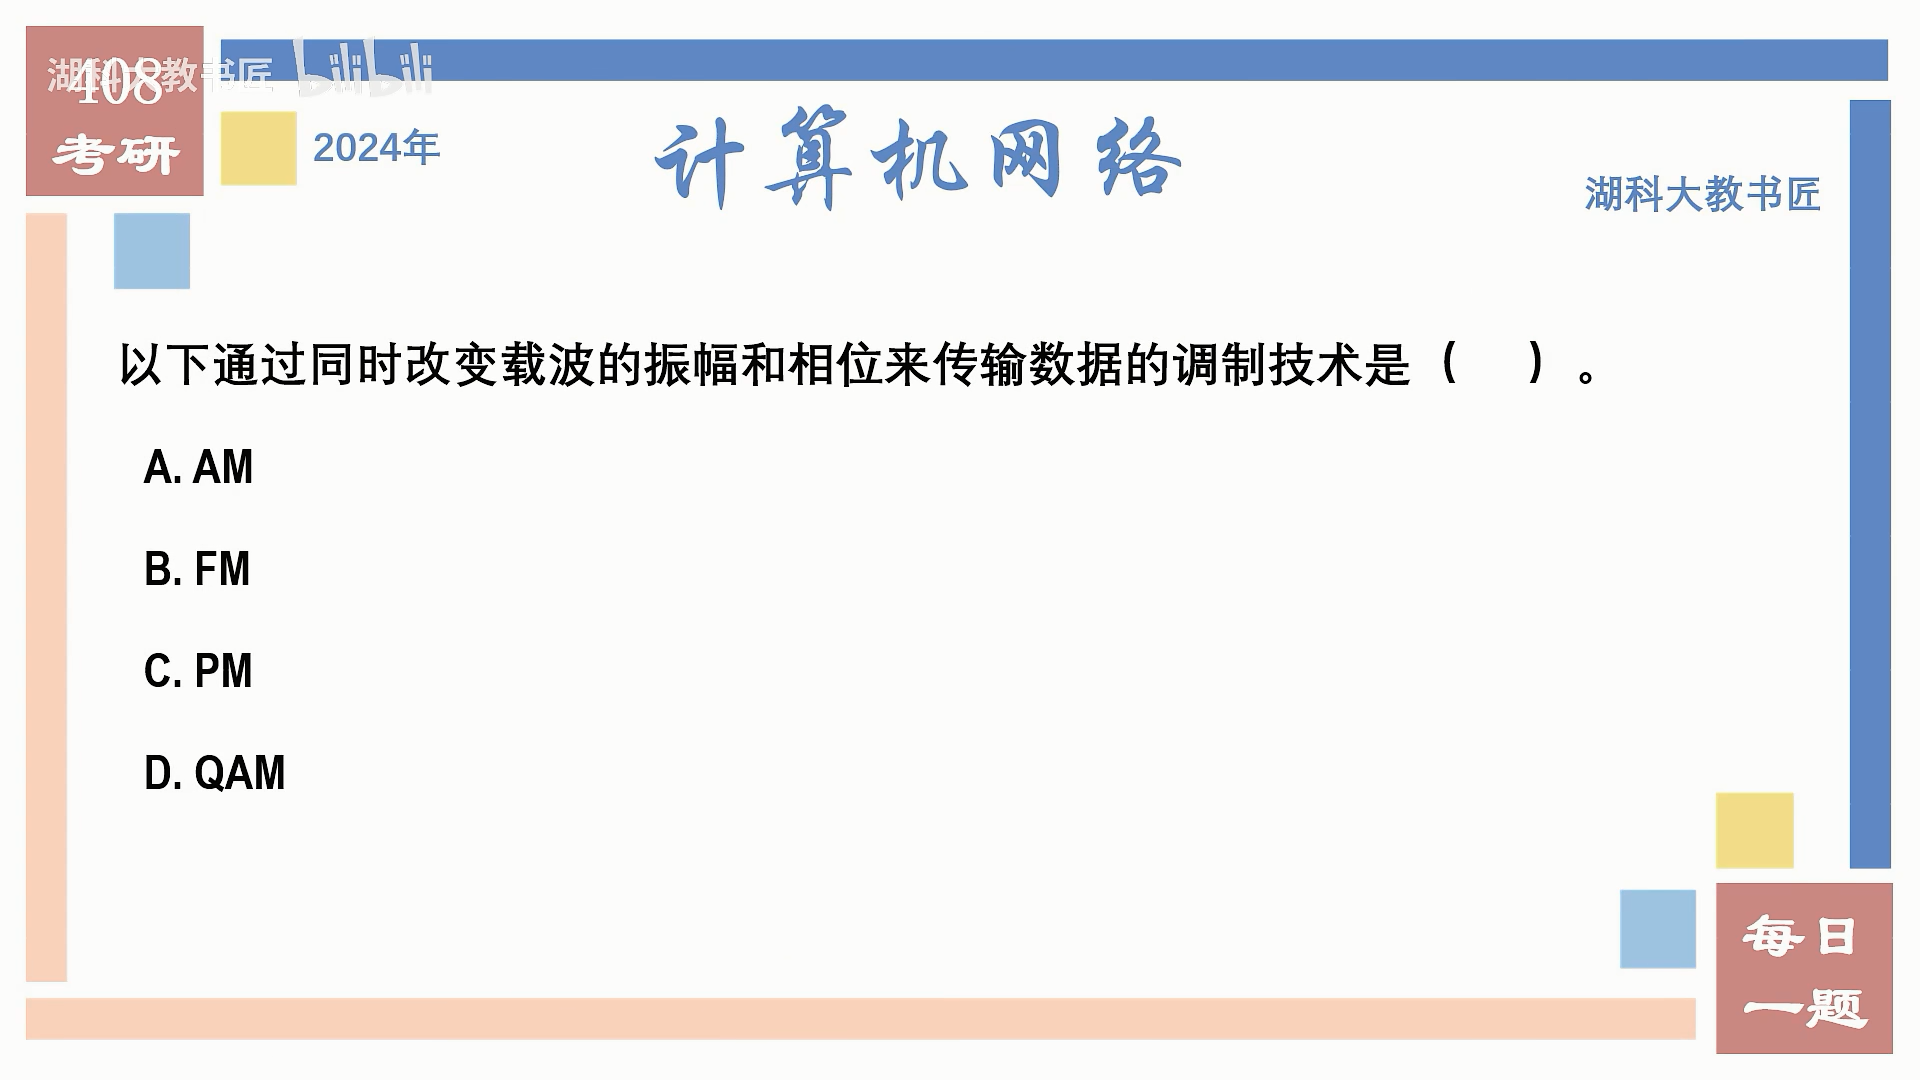 湖科大教书匠 bilibili
408
考研
2024年
计算机网络
湖科大教书匠
以下通过同时改变载波的振幅和相位来传输数据的调制技术是（ ）。
A. AM
B. FM
C. PM
D. QAM
每日
一题